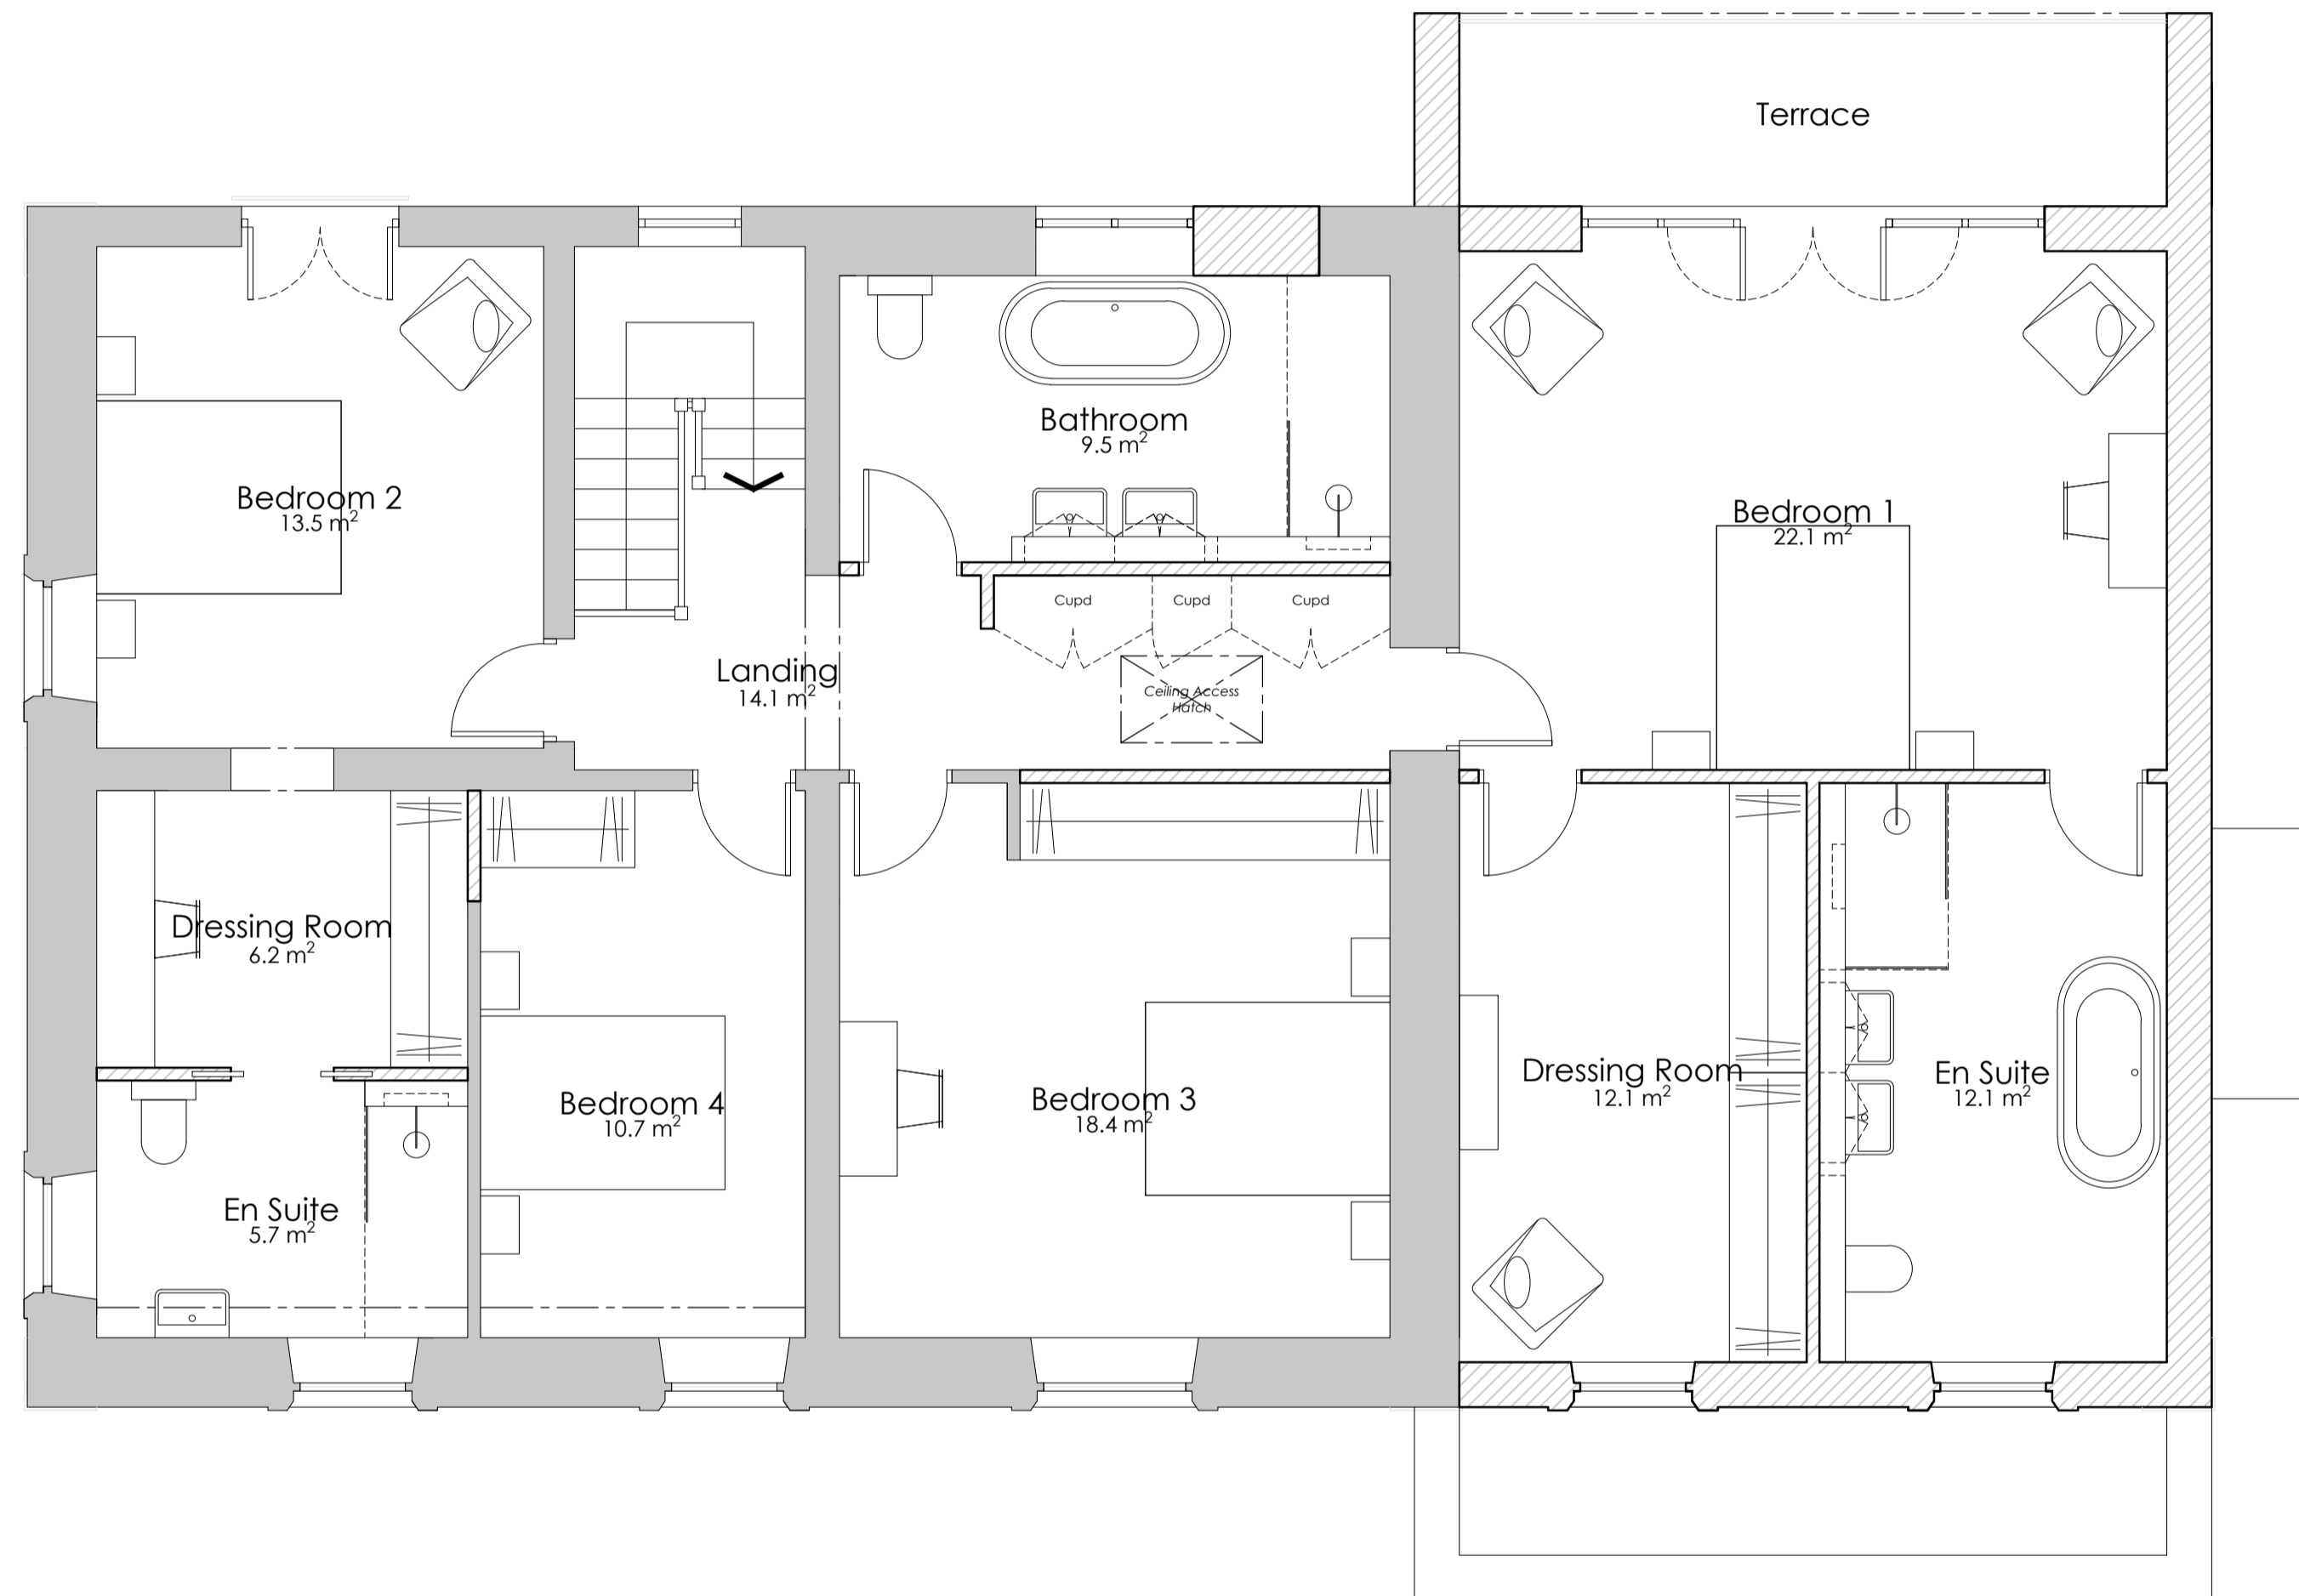 Terrace
Bathroom
9.5 m²
Bedroom 2
13.5 m²
Bedroom 1
22.1 m²
Cupd
Cupd
Cupd
Landing
14.1 m²
Ceiling Access
Hatch
Dressing Room
6.2 m²
Bedroom 4
10.7 m²
Bedroom 3
18.4 m²
Dressing Room
12.1 m²
En Suite
12.1 m²
En Suite
5.7 m²